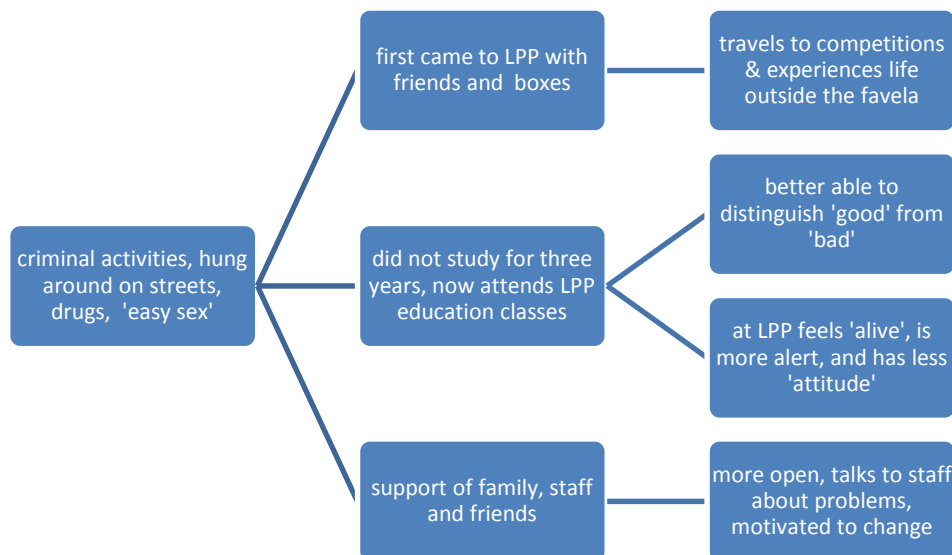 first came to LPP with
friends and boxes
travels to competitions
& experiences life
outside the favela
criminal activities, hung
around on streets,
drugs, 'easy sex'
did not study for three
years, now attends LPP
education classes
better able to
distinguish 'good' from
'bad'
at LPP feels 'alive', is
more alert, and has less
'attitude'
support of family, staff
and friends
more open, talks to staff
about problems,
motivated to change